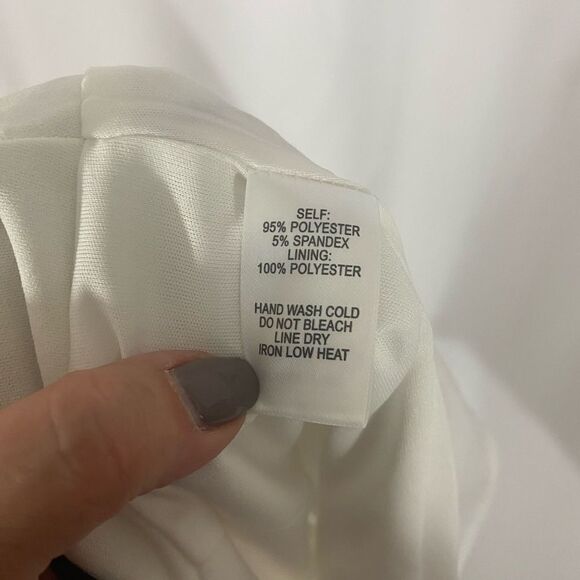 SELF:
95% POLYESTER
5% SPANDEX
LINING:
100% POLYESTER
HAND WASH COLD
DO NOT BLEACH
LINE DRY
IRON LOW HEAT